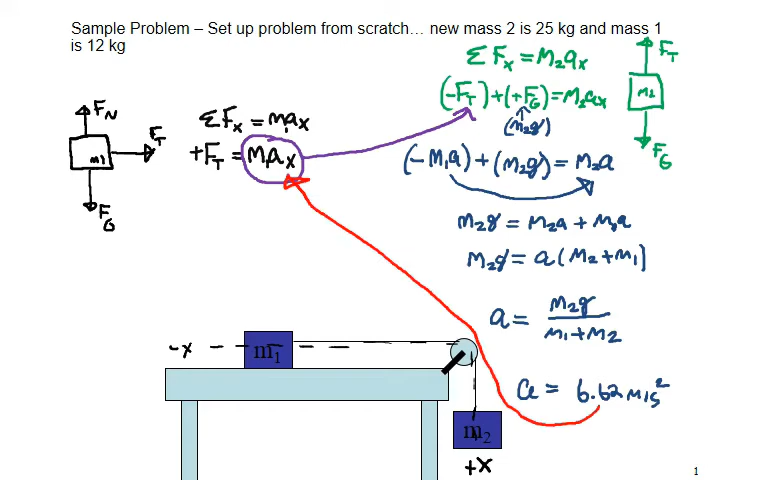 Sample Problem – Set up problem from scratch... new mass 2 is 25 kg and mass 1
is 12 kg
FN
FT
m1
FG
ΣFx = m1ax
+FT = m1ax
ΣFx = M2ax
(-FT) + (+FG) = M2ax
(m2g)
FT
M2
FG
(-M1a) + (M2g) = M2a
m2g = M2a + M1a
M2g = a(M2+M1)
a = M2g / M1+M2
a = 6.62 m/s²
-x
m1
m2
+x
1